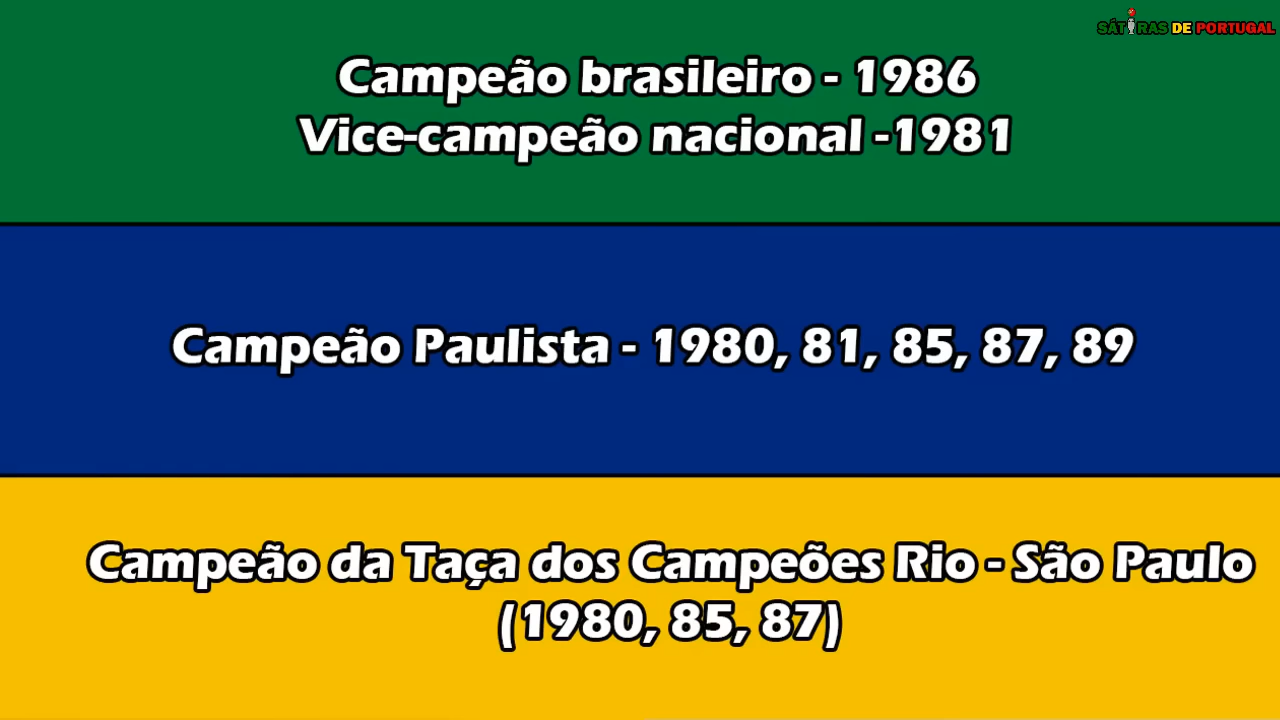 SÁTIRAS DE PORTUGAL
Campeão brasileiro - 1986
Vice-campeão nacional -1981
Campeão Paulista - 1980, 81, 85, 87, 89
Campeão da Taça dos Campeões Rio - São Paulo
(1980, 85, 87)